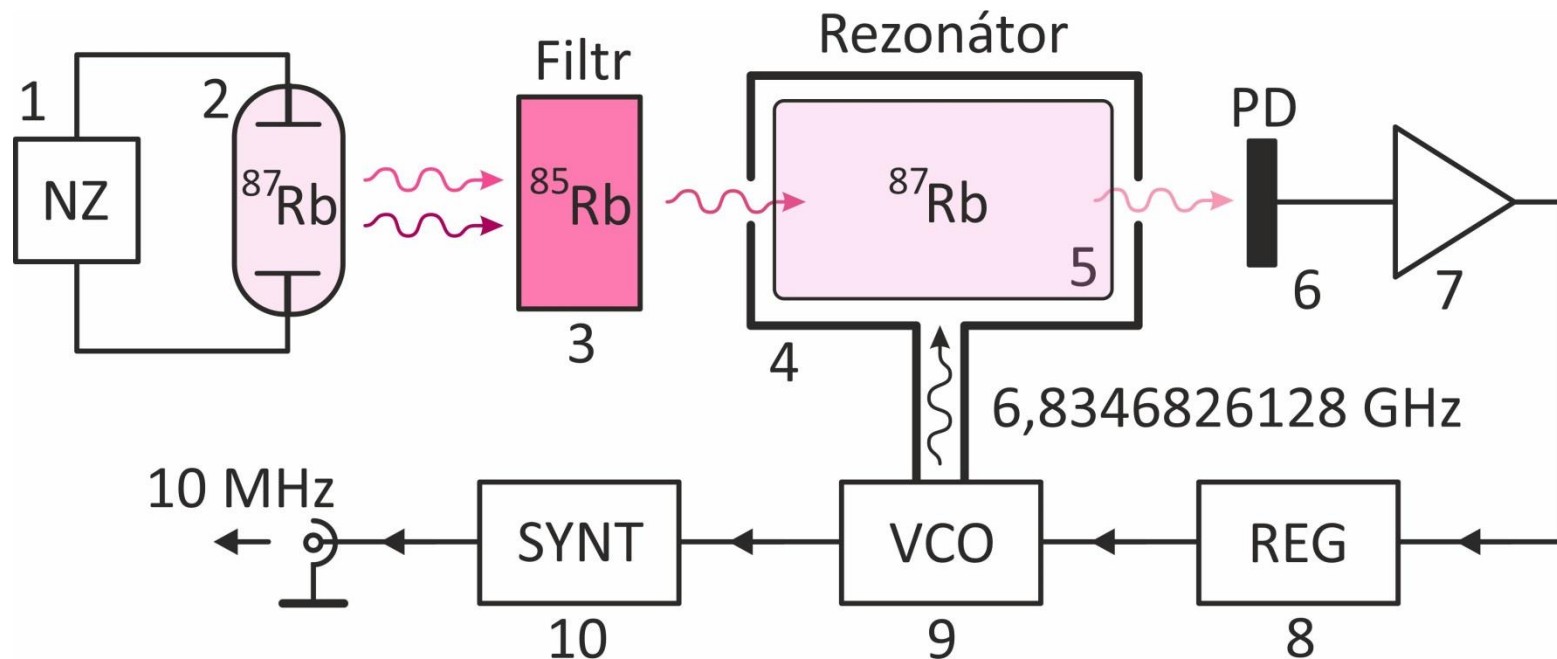 Rezonátor
Filtr
PD
1
2
NZ
⁸⁷Rb
⁸⁵Rb
⁸⁷Rb
5
3
4
6
7
6,8346826128 GHz
10 MHz
SYNT
VCO
REG
10
9
8